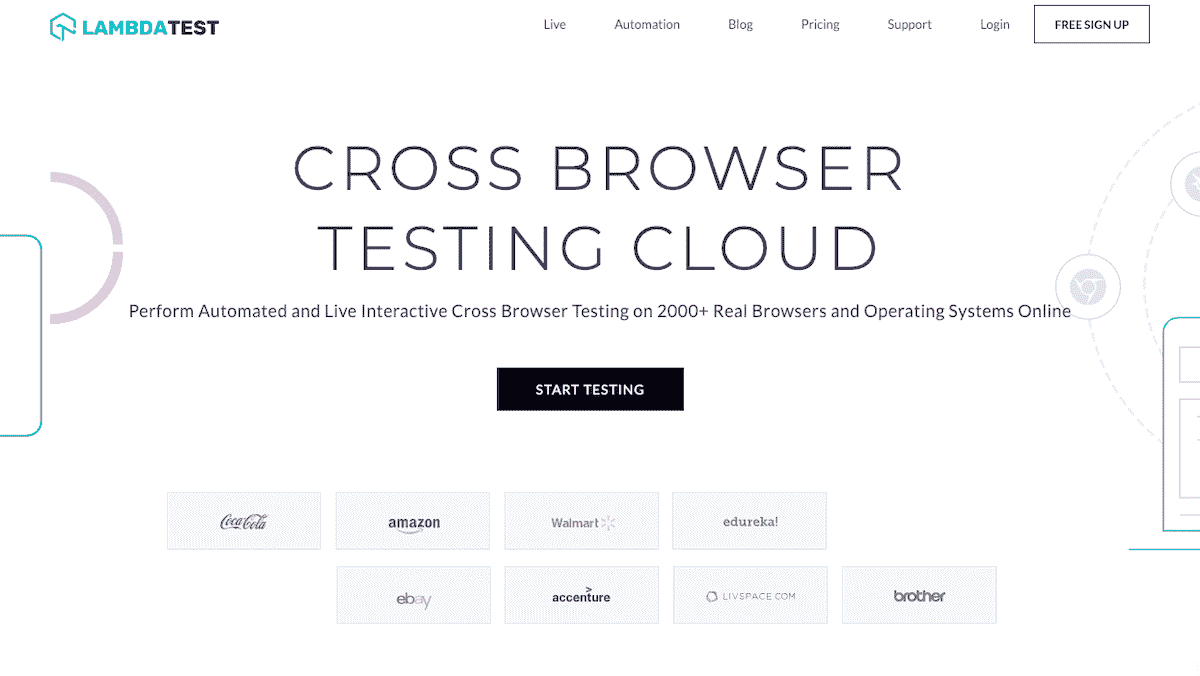 LAMBDATEST
Live Automation Blog Pricing Support Login FREE SIGN UP
CROSS BROWSER
TESTING CLOUD
Perform Automated and Live Interactive Cross Browser Testing on 2000+ Real Browsers and Operating Systems Online
START TESTING
Coca-Cola amazon Walmart edureka!
ebay accenture LIVSPACE.COM brother